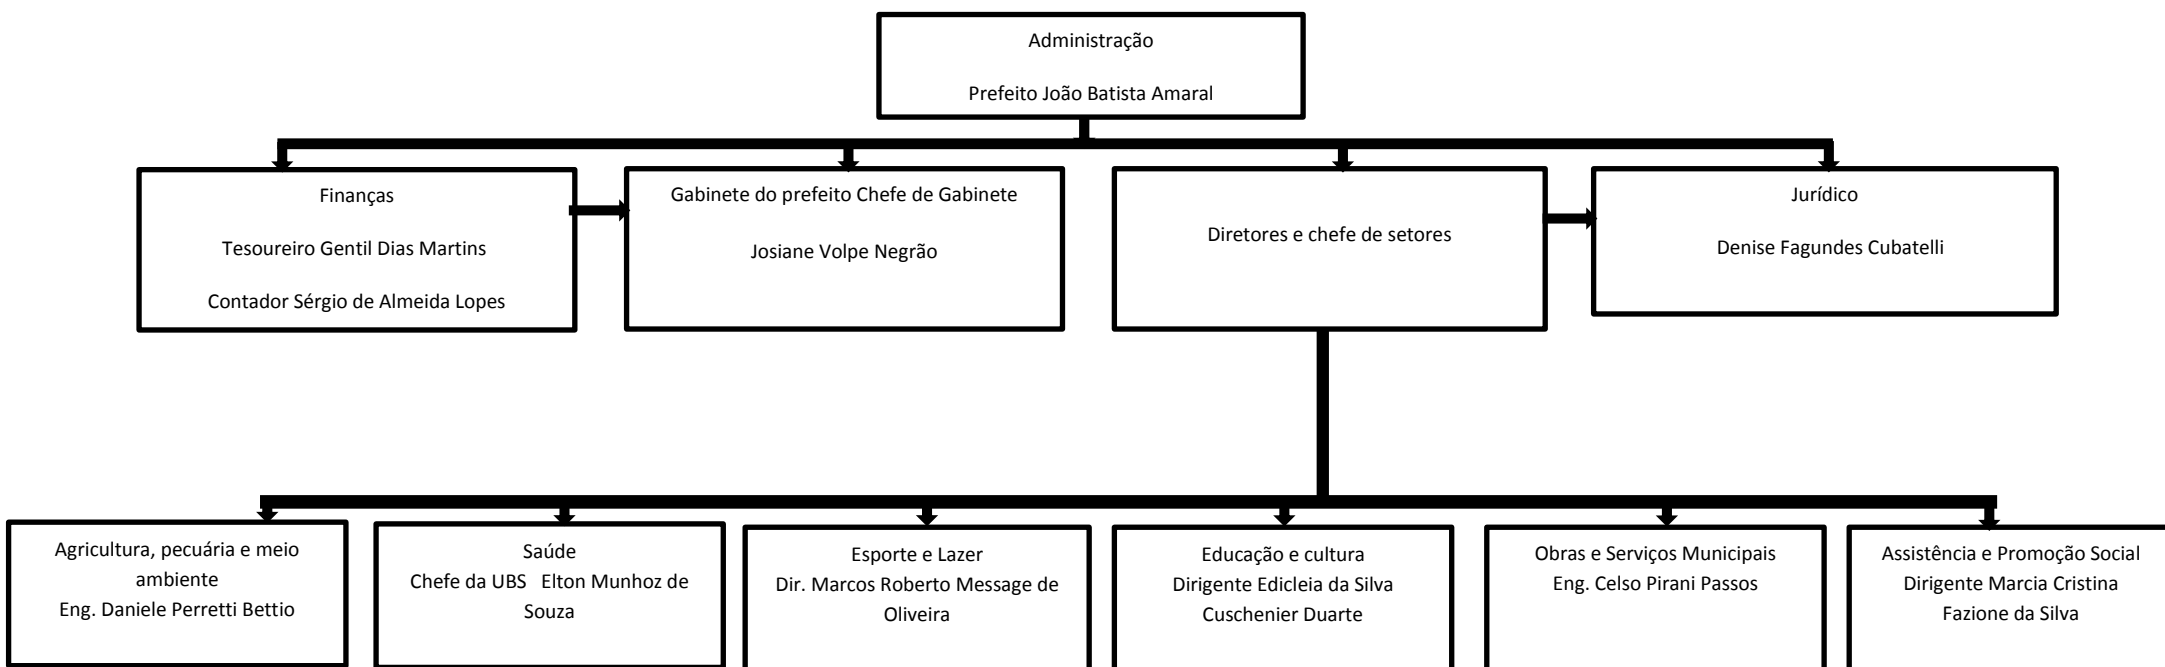 Administração
Prefeito João Batista Amaral
Finanças
Tesoureiro Gentil Dias Martins
Contador Sérgio de Almeida Lopes
Gabinete do prefeito Chefe de Gabinete
Josiane Volpe Negrão
Diretores e chefe de setores
Jurídico
Denise Fagundes Cubatelli
Agricultura, pecuária e meio
ambiente
Eng. Daniele Perretti Bettio
Saúde
Chefe da UBS Elton Munhoz de
Souza
Esporte e Lazer
Dir. Marcos Roberto Message de
Oliveira
Educação e cultura
Dirigente Edicleia da Silva
Cuschenier Duarte
Obras e Serviços Municipais
Eng. Celso Pirani Passos
Assistência e Promoção Social
Dirigente Marcia Cristina
Fazione da Silva